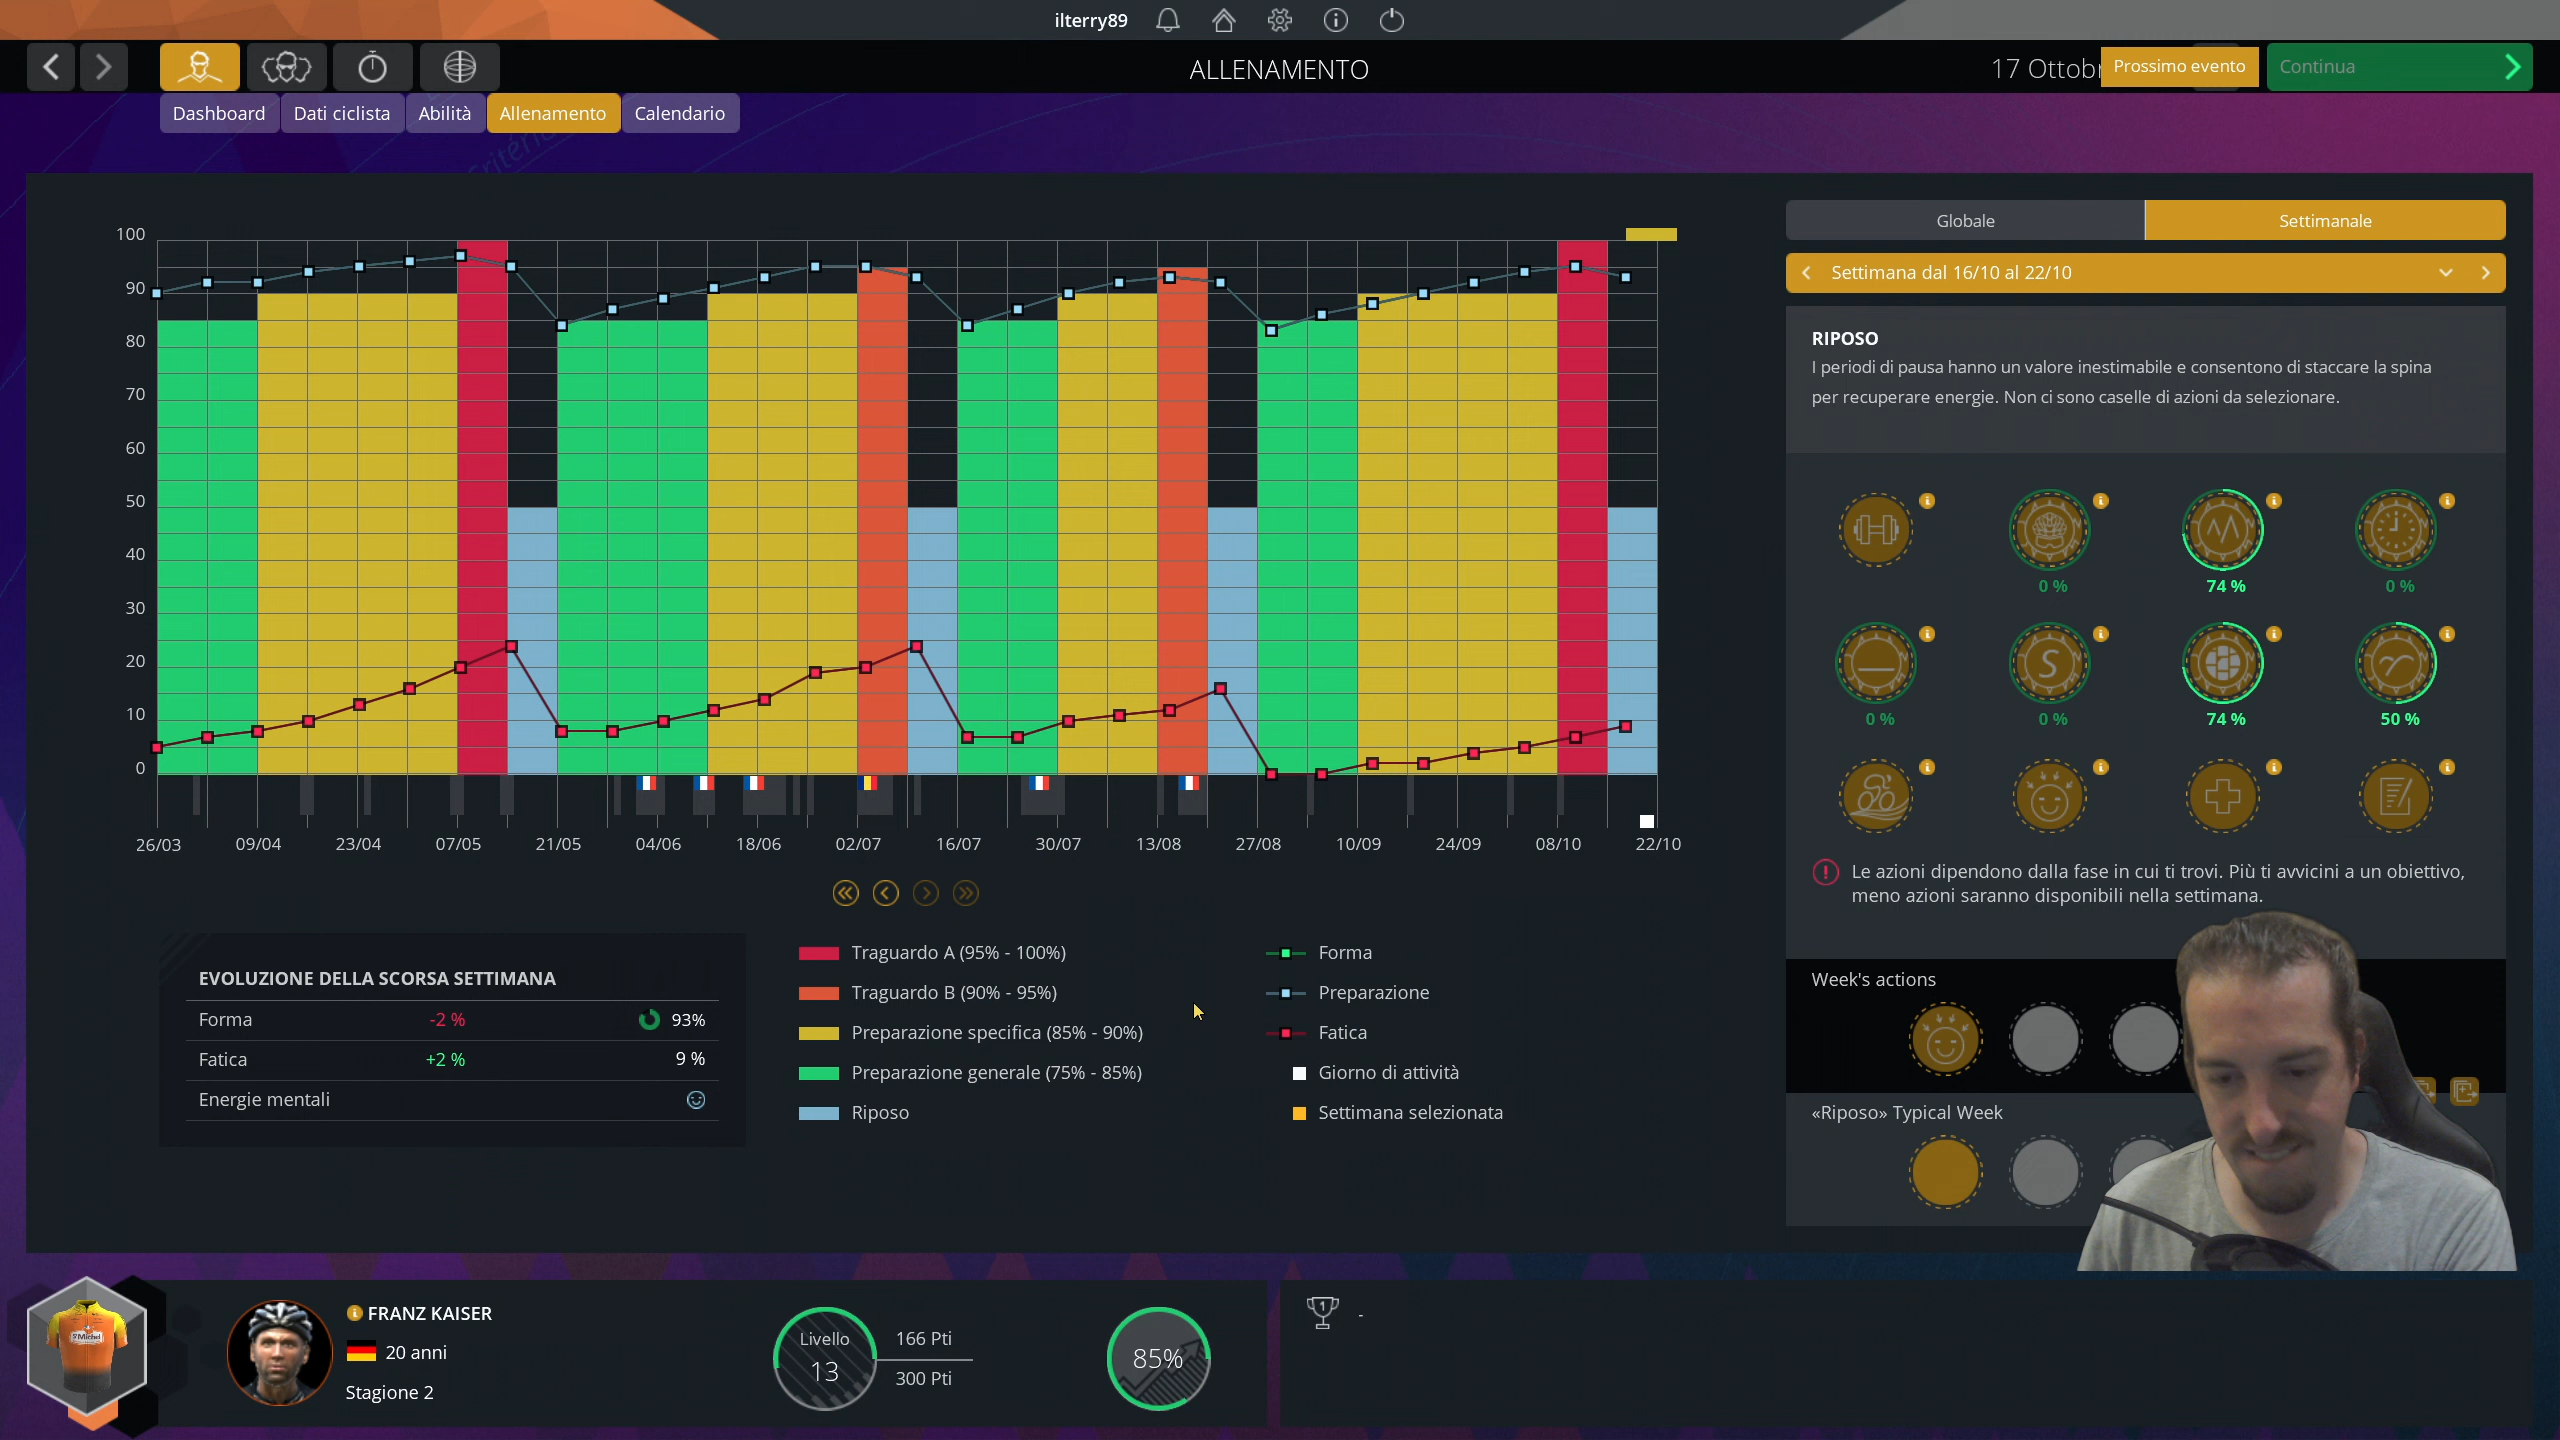 ilterry89
ALLENAMENTO
17 Ottobr
Prossimo evento
Continua
Dashboard
Dati ciclista
Abilità
Allenamento
Calendario
Globale
Settimanale
Settimana dal 16/10 al 22/10
RIPOSO
I periodi di pausa hanno un valore inestimabile e consentono di staccare la spina
per recuperare energie. Non ci sono caselle di azioni da selezionare.
0 %
74 %
0 %
S
0 %
0 %
74 %
50 %
Le azioni dipendono dalla fase in cui ti trovi. Più ti avvicini a un obiettivo,
meno azioni saranno disponibili nella settimana.
Week's actions
«Riposo» Typical Week
100
90
80
70
60
50
40
30
20
10
0
26/03
09/04
23/04
07/05
21/05
04/06
18/06
02/07
16/07
30/07
13/08
27/08
10/09
24/09
08/10
22/10
EVOLUZIONE DELLA SCORSA SETTIMANA
Forma -2 % 93%
Fatica +2 % 9 %
Energie mentali
Traguardo A (95% - 100%)
Traguardo B (90% - 95%)
Preparazione specifica (85% - 90%)
Preparazione generale (75% - 85%)
Riposo
Forma
Preparazione
Fatica
Giorno di attività
Settimana selezionata
St Michel
FRANZ KAISER
20 anni
Stagione 2
Livello
13
166 Pti
300 Pti
85%
1
-